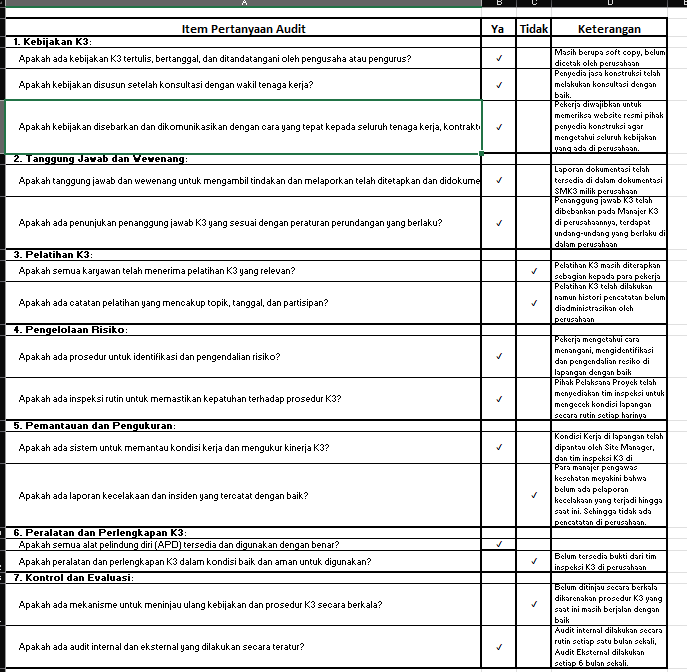 A B C D
Item Pertanyaan Audit Ya Tidak Keterangan
1. Kebijakan K3:
Apakah ada kebijakan K3 tertulis, bertanggal, dan ditandatangani oleh pengusaha atau pengurus? ✓ Masih berupa soft copy, belum
dicetak oleh perusahaan
Apakah kebijakan disusun setelah konsultasi dengan wakil tenaga kerja? ✓ Penyedia jasa konstruksi telah
melakukan konsultasi dengan
baik.
Apakah kebijakan disebarkan dan dikomunikasikan dengan cara yang tepat kepada seluruh tenaga kerja, kontrakto ✓ Pekerja diwajibkan untuk
memeriksa website resmi pihak
penyedia konstruksi agar
mengetahui seluruh kebijakan
yang ada di perusahaan.
2. Tanggung Jawab dan Wewenang:
Apakah tanggung jawab dan wewenang untuk mengambil tindakan dan melaporkan telah ditetapkan dan didokume ✓ Laporan dokumentasi telah
tersedia di dalam dokumentasi
SMK3 milik perusahaan
Apakah ada penunjukan penanggung jawab K3 yang sesuai dengan peraturan perundangan yang berlaku? ✓ Penanggung jawab K3 telah
dibebankan pada Manajer K3
di perusahaannya, terdapat
undang-undang yang berlaku di
dalam perusahaan
3. Pelatihan K3:
Apakah semua karyawan telah menerima pelatihan K3 yang relevan? ✓ Pelatihan K3 masih diterapkan
sebagian kepada para pekerja
Apakah ada catatan pelatihan yang mencakup topik, tanggal, dan partisipan? ✓ Pelatihan K3 telah dilakukan
namun histori pencatatan belum
diadministrasikan oleh
perusahaan
4. Pengelolaan Risiko:
Apakah ada prosedur untuk identifikasi dan pengendalian risiko? ✓ Pekerja mengetahui cara
menangani, mengidentifikasi
dan pengendalian resiko di
lapangan dengan baik
Apakah ada inspeksi rutin untuk memastikan kepatuhan terhadap prosedur K3? ✓ Pihak Pelaksana Proyek telah
menyediakan tim inspeksi untuk
mengecek kondisi lapangan
secara rutin setiap harinya
5. Pemantauan dan Pengukuran:
Apakah ada sistem untuk memantau kondisi kerja dan mengukur kinerja K3? ✓ Kondisi Kerja di lapangan telah
dipantau oleh Site Manager,
dan tim inspeksi K3 di
Apakah ada laporan kecelakaan dan insiden yang tercatat dengan baik? ✓ Para manajer pengawas
kesehatan meyakini bahwa
belum ada pelaporan
kecelakaan yang terjadi hingga
saat ini. Sehingga tidak ada
pencatatan di perusahaan.
6. Peralatan dan Perlengkapan K3:
Apakah semua alat pelindung diri (APD) tersedia dan digunakan dengan benar? ✓
Apakah peralatan dan perlengkapan K3 dalam kondisi baik dan aman untuk digunakan? ✓ Belum tersedia bukti dari tim
inspeksi K3 di perusahaan
7. Kontrol dan Evaluasi:
Apakah ada mekanisme untuk meninjau ulang kebijakan dan prosedur K3 secara berkala? ✓ Belum ditinjau secara berkala
dikarenakan prosedur K3 yang
saat ini masih berjalan dengan
baik
Apakah ada audit internal dan eksternal yang dilakukan secara teratur? ✓ Audit internal dilakukan secara
rutin setiap satu bulan sekali,
Audit Eksternal dilakukan
setiap 6 bulan sekali.